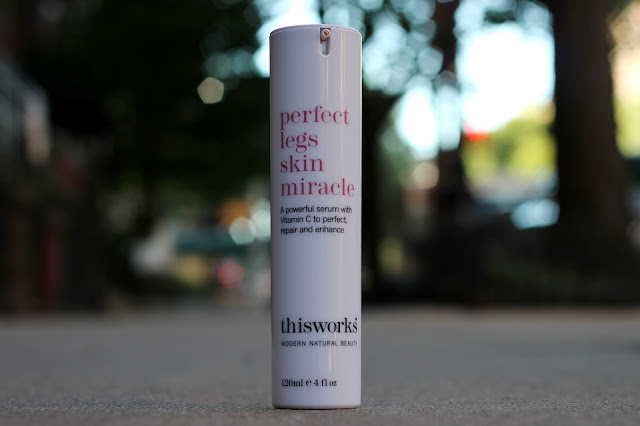 perfect
legs
skin
miracle
A powerful serum with
Vitamin C to perfect,
repair and enhance
thisworks®
MODERN NATURAL BEAUTY
120ml ℮ 4 fl oz